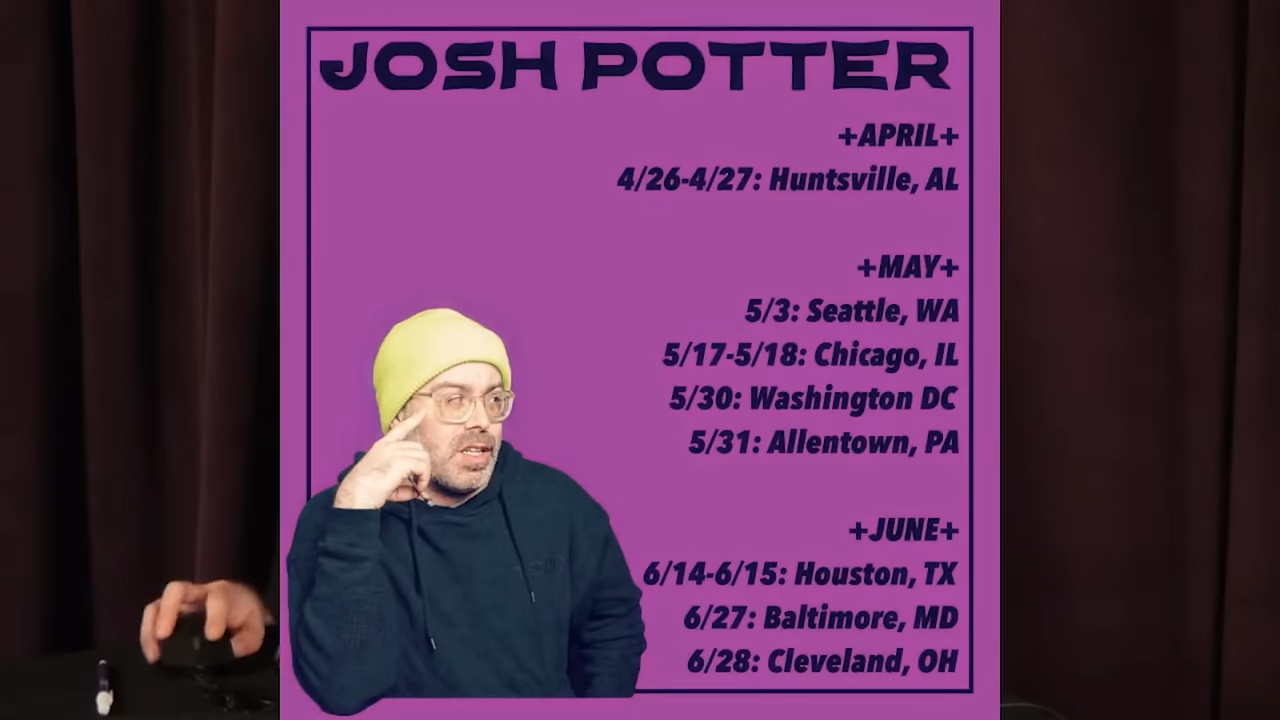 JOSH POTTER
+APRIL+
4/26-4/27: Huntsville, AL
+MAY+
5/3: Seattle, WA
5/17-5/18: Chicago, IL
5/30: Washington DC
5/31: Allentown, PA
+JUNE+
6/14-6/15: Houston, TX
6/27: Baltimore, MD
6/28: Cleveland, OH